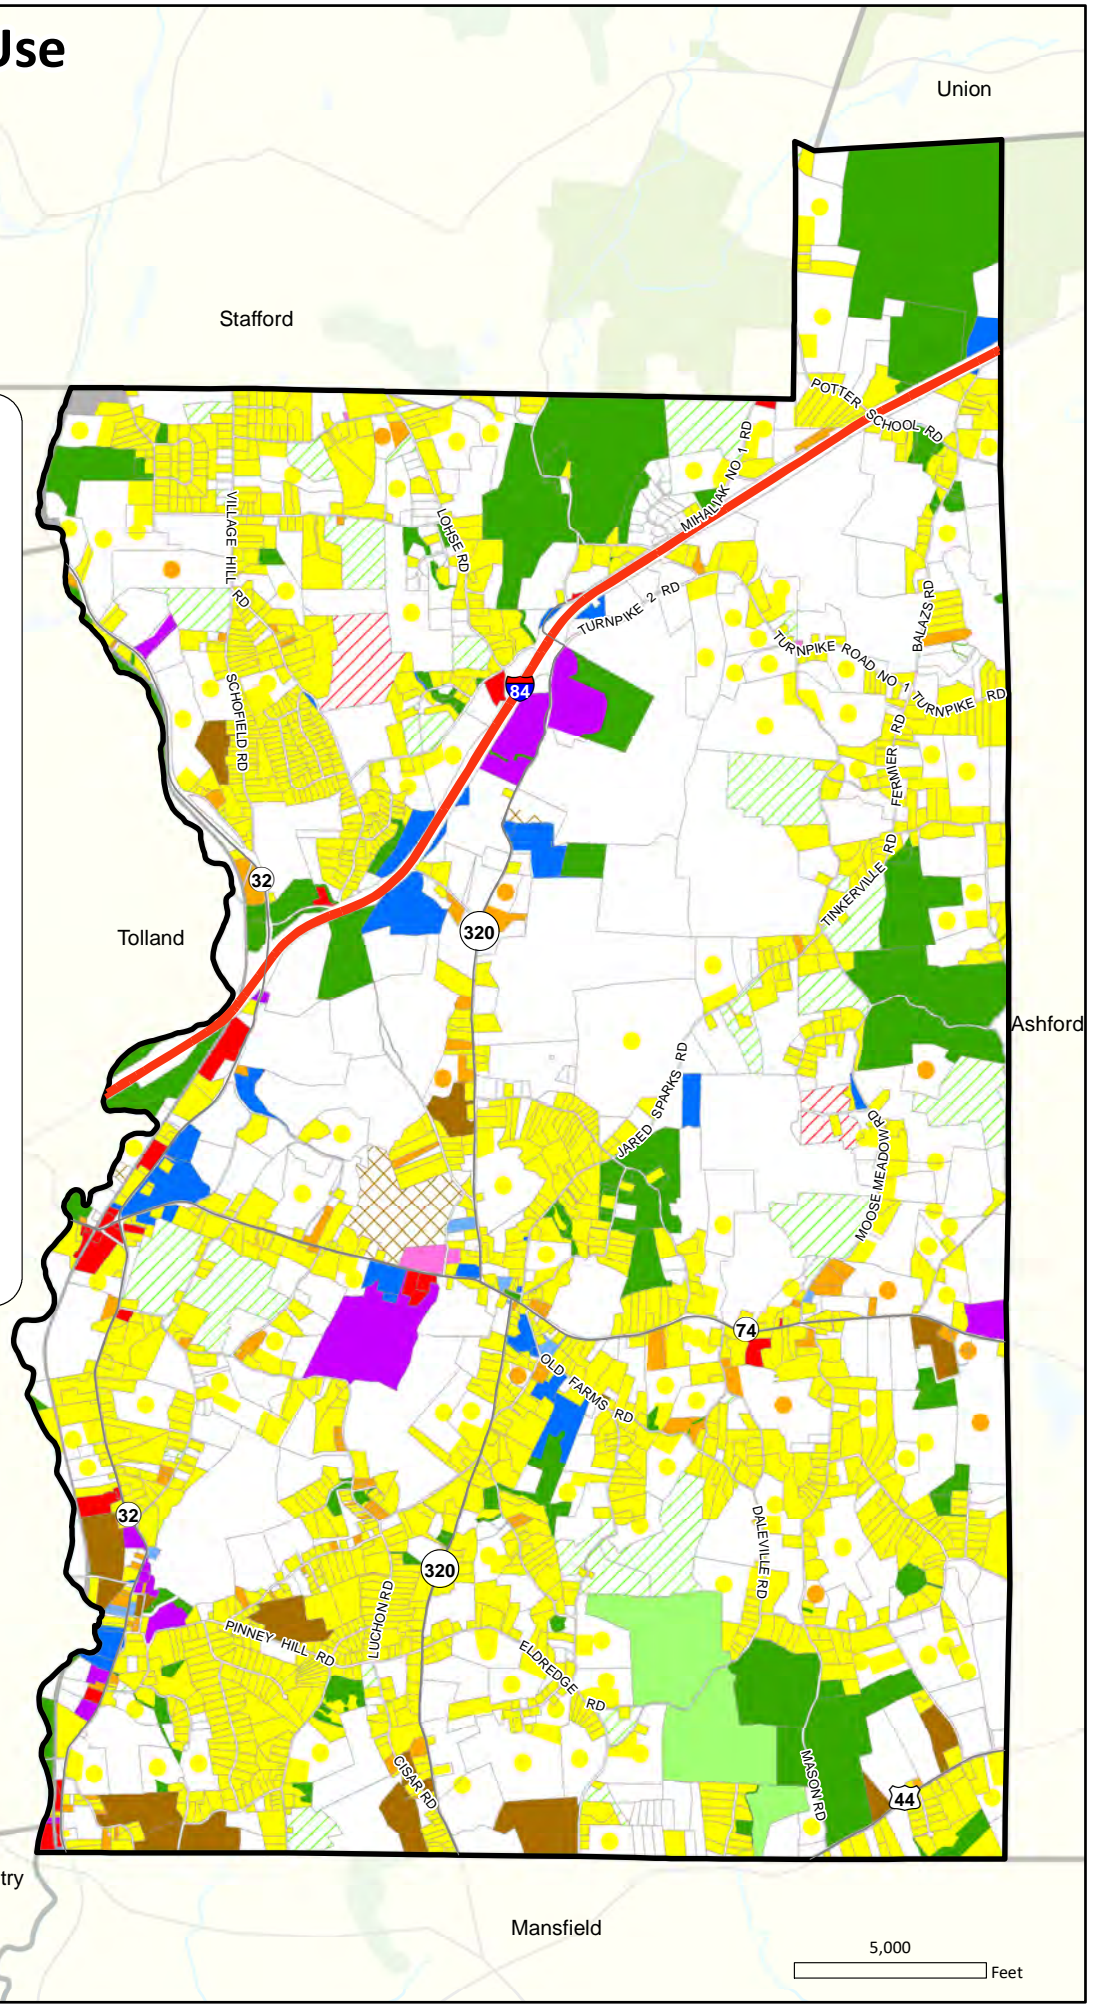 Use
Union
Stafford
POTTER SCHOOL RD
MIHALIAK NO 1 RD
VILLAGE HILL RD
LOHSE RD
TURNPIKE 2 RD
BALAZS RD
TURNPIKE ROAD NO 1
TURNPIKE RD
SCHOFIELD RD
84
FERMIER RD
TINKERVILLE RD
32
320
Tolland
Ashford
JARED SPARKS RD
MOOSE MEADOW RD
74
OLD FARMS RD
32
DALEVILLE RD
320
LUCHON RD
PINNEY HILL RD
ELDREDGE RD
CISAR RD
MASON RD
44
try
Mansfield
5,000
Feet